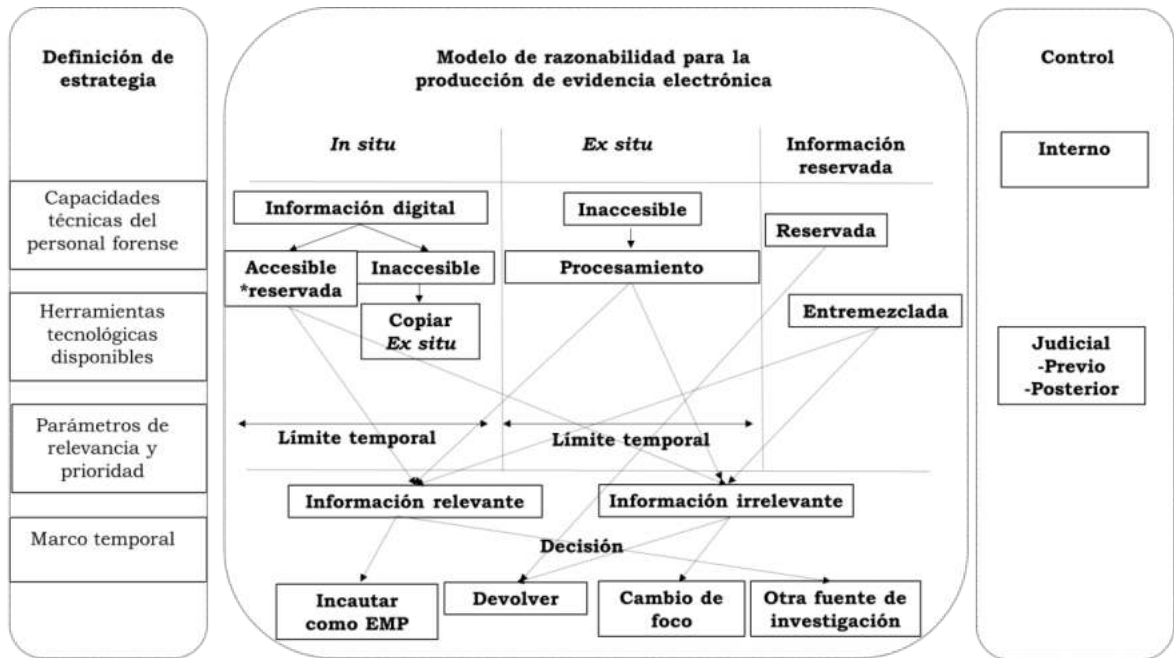 Definición de
estrategia
Capacidades
técnicas del
personal forense
Herramientas
tecnológicas
disponibles
Parámetros de
relevancia y
prioridad
Marco temporal
Modelo de razonabilidad para la
producción de evidencia electrónica
In situ
Ex situ
Información
reservada
Información digital
Inaccesible
Reservada
Accesible
*reservada
Inaccesible
Procesamiento
Copiar
Ex situ
Entremezclada
Límite temporal
Límite temporal
Información relevante
Información irrelevante
Decisión
Incautar
como EMP
Devolver
Cambio de
foco
Otra fuente de
investigación
Control
Interno
Judicial
-Previo
-Posterior